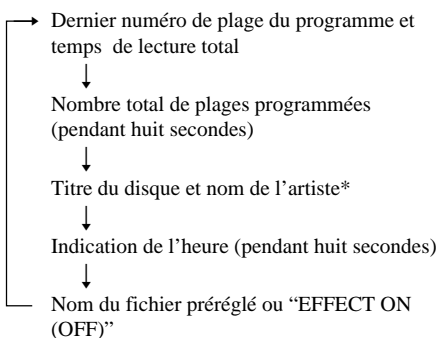 Dernier numéro de plage du programme et
temps de lecture total
Nombre total de plages programmées
(pendant huit secondes)
Titre du disque et nom de l’artiste*
Indication de l’heure (pendant huit secondes)
Nom du fichier préréglé ou “EFFECT ON
(OFF)”